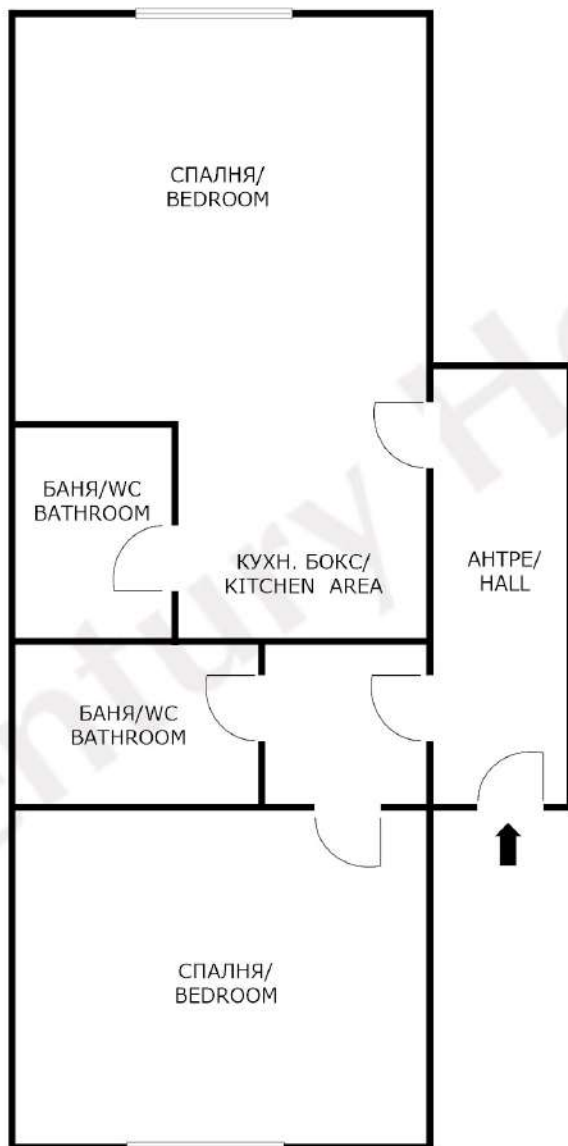 СПАЛНЯ/
BEDROOM
БАНЯ/WC
BATHROOM
КУХН. БОКС/
KITCHEN AREA
АНТРЕ/
HALL
БАНЯ/WC
BATHROOM
СПАЛНЯ/
BEDROOM